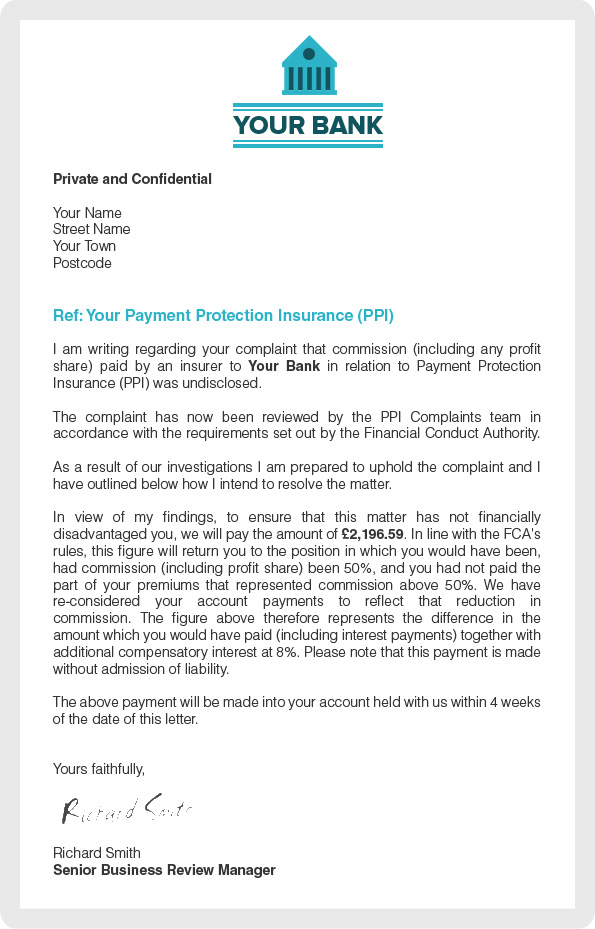 YOUR BANK
Private and Confidential
Your Name
Street Name
Your Town
Postcode
Ref: Your Payment Protection Insurance (PPI)
I am writing regarding your complaint that commission (including any profit
share) paid by an insurer to Your Bank in relation to Payment Protection
Insurance (PPI) was undisclosed.
The complaint has now been reviewed by the PPI Complaints team in
accordance with the requirements set out by the Financial Conduct Authority.
As a result of our investigations I am prepared to uphold the complaint and I
have outlined below how I intend to resolve the matter.
In view of my findings, to ensure that this matter has not financially
disadvantaged you, we will pay the amount of £2,196.59. In line with the FCA's
rules, this figure will return you to the position in which you would have been,
had commission (including profit share) been 50%, and you had not paid the
part of your premiums that represented commission above 50%. We have
re-considered your account payments to reflect that reduction in
commission. The figure above therefore represents the difference in the
amount which you would have paid (including interest payments) together with
additional compensatory interest at 8%. Please note that this payment is made
without admission of liability.
The above payment will be made into your account held with us within 4 weeks
of the date of this letter.
Yours faithfully,
Richard Smith
Richard Smith
Senior Business Review Manager